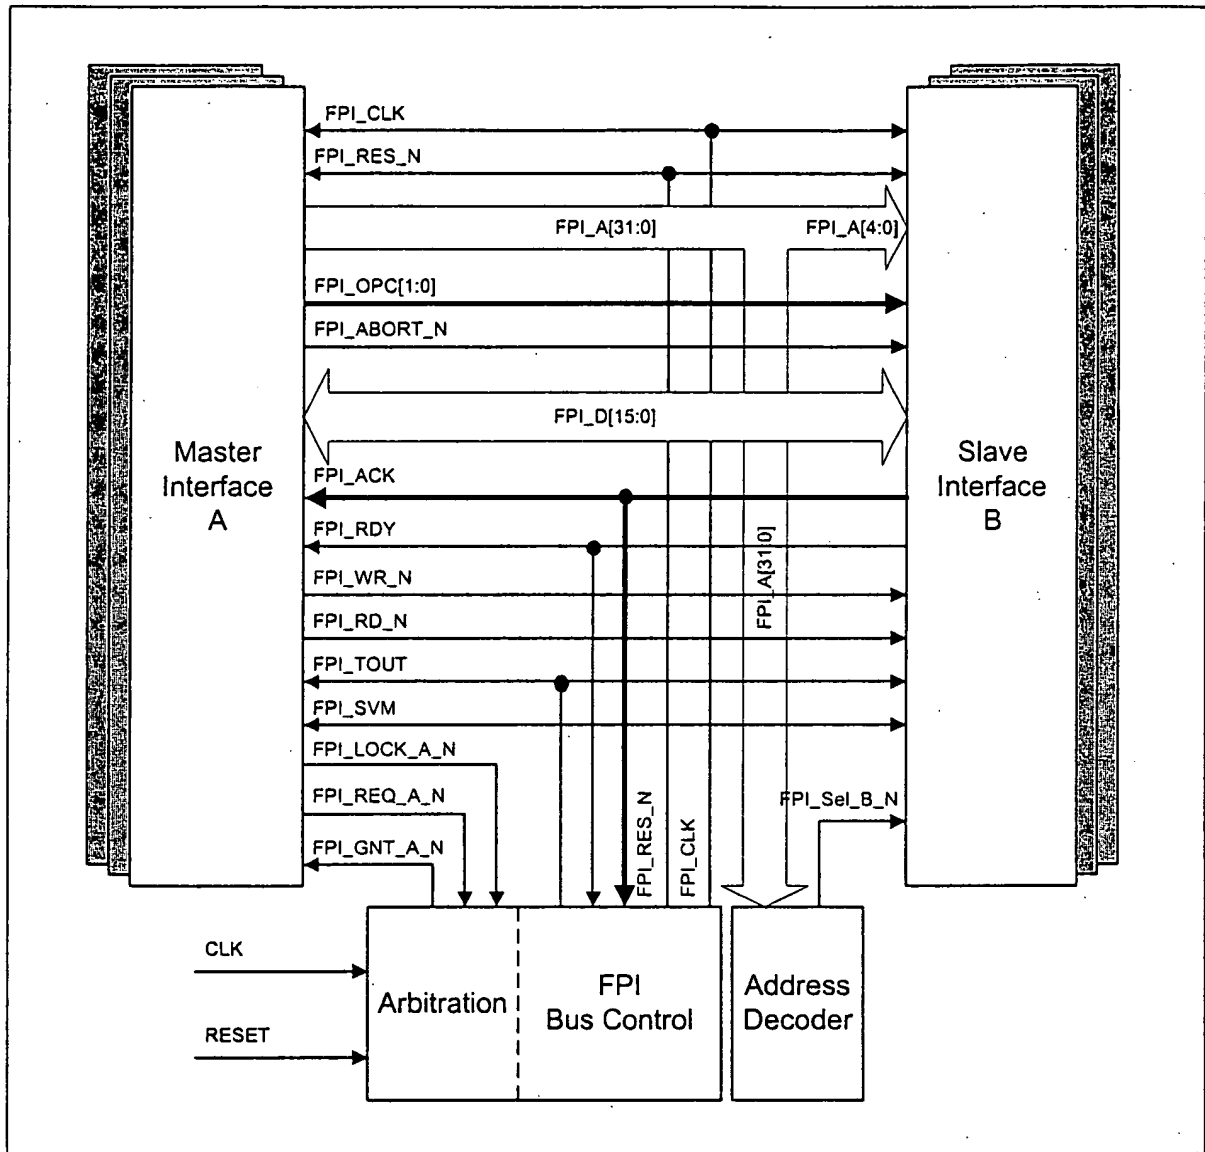 FPI_CLK
FPI_RES_N
FPI_A[31:0]
FPI_A[4:0]
FPI_OPC[1:0]
FPI_ABORT_N
FPI_D[15:0]
Master
Interface
A
Slave
Interface
B
FPI_ACK
FPI_RDY
FPI_WR_N
FPI_RD_N
FPI_TOUT
FPI_SVM
FPI_LOCK_A_N
FPI_REQ_A_N
FPI_GNT_A_N
FPI_RES_N
FPI_CLK
FPI_A[31:0]
FPI_Sel_B_N
CLK
RESET
Arbitration
FPI
Bus Control
Address
Decoder